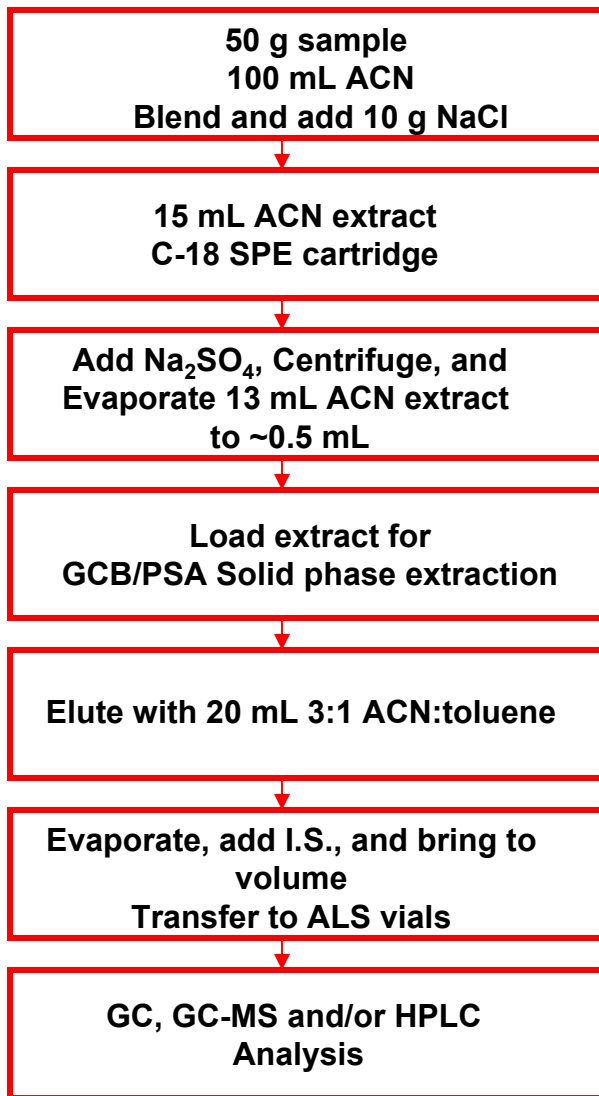 50 g sample
100 mL ACN
Blend and add 10 g NaCl
15 mL ACN extract
C-18 SPE cartridge
Add Na₂SO₄, Centrifuge, and
Evaporate 13 mL ACN extract
to ~0.5 mL
Load extract for
GCB/PSA Solid phase extraction
Elute with 20 mL 3:1 ACN:toluene
Evaporate, add I.S., and bring to
volume
Transfer to ALS vials
GC, GC-MS and/or HPLC
Analysis